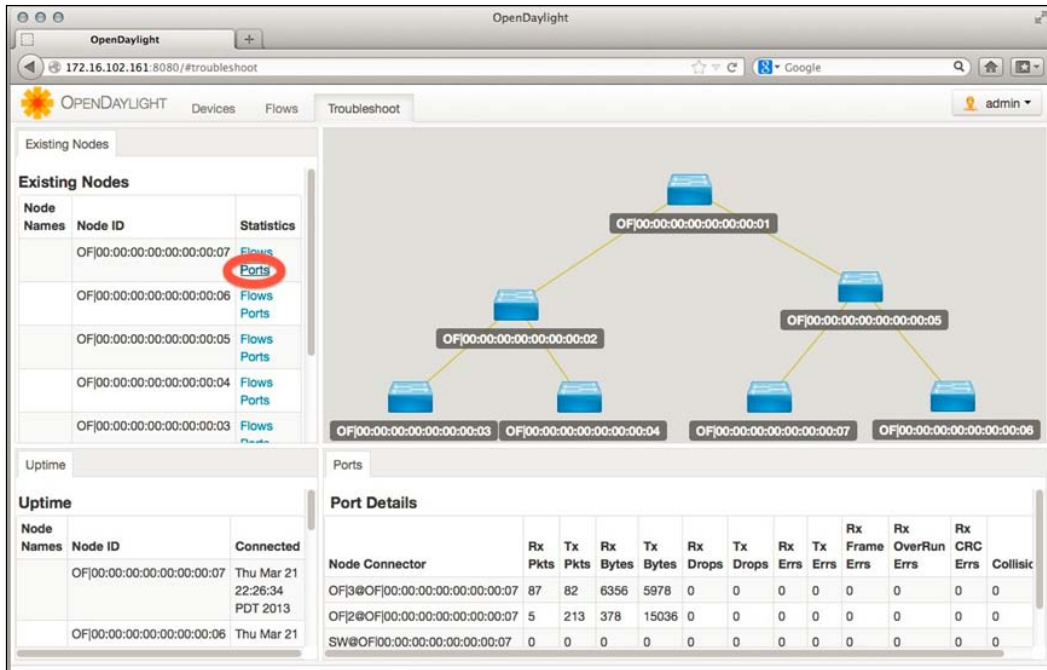 OpenDaylight
OpenDaylight
172.16.102.161:8080/#troubleshoot
Google
OPENDAYLIGHT Devices Flows Troubleshoot admin
Existing Nodes
Existing Nodes
Node Names Node ID Statistics
OF|00:00:00:00:00:00:00:07 Flows
Ports
OF|00:00:00:00:00:00:00:06 Flows
Ports
OF|00:00:00:00:00:00:00:05 Flows
Ports
OF|00:00:00:00:00:00:00:04 Flows
Ports
OF|00:00:00:00:00:00:00:03 Flows
Ports
OF|00:00:00:00:00:00:00:01
OF|00:00:00:00:00:00:00:02
OF|00:00:00:00:00:00:00:05
OF|00:00:00:00:00:00:00:03
OF|00:00:00:00:00:00:00:04
OF|00:00:00:00:00:00:00:07
OF|00:00:00:00:00:00:00:06
Uptime
Uptime
Node Names Node ID Connected
OF|00:00:00:00:00:00:00:07 Thu Mar 21
22:26:34
PDT 2013
OF|00:00:00:00:00:00:00:06 Thu Mar 21
Ports
Port Details
Node Connector Rx Pkts Tx Pkts Rx Bytes Tx Bytes Rx Drops Tx Drops Rx Errs Tx Errs Rx Frame Errs Rx OverRun Errs Rx CRC Errs Collisic
OF|3@OF|00:00:00:00:00:00:00:07 87 82 6356 5978 0 0 0 0 0 0 0 0
OF|2@OF|00:00:00:00:00:00:00:07 5 213 378 15036 0 0 0 0 0 0 0 0
SW@OF|00:00:00:00:00:00:00:07 0 0 0 0 0 0 0 0 0 0 0 0